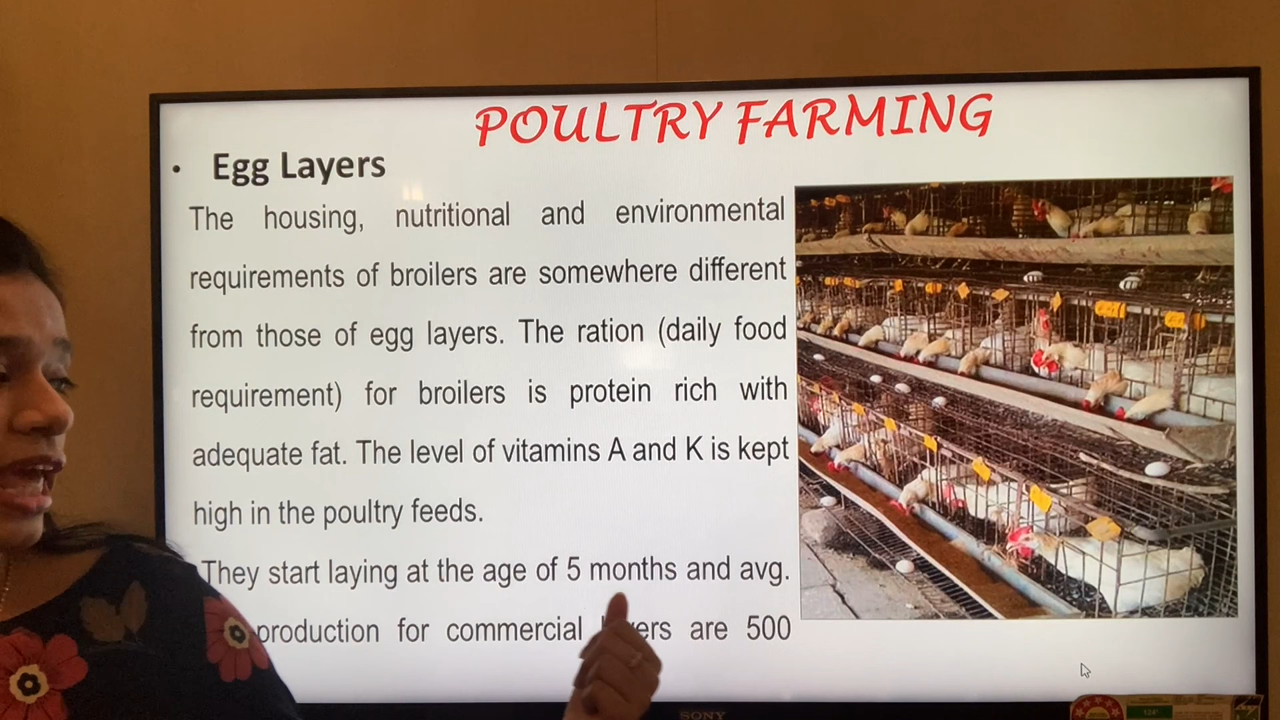 POULTRY FARMING
• Egg Layers
The housing, nutritional and environmental
requirements of broilers are somewhere different
from those of egg layers. The ration (daily food
requirement) for broilers is protein rich with
adequate fat. The level of vitamins A and K is kept
high in the poultry feeds.
They start laying at the age of 5 months and avg.
production for commercial are 500
SONY